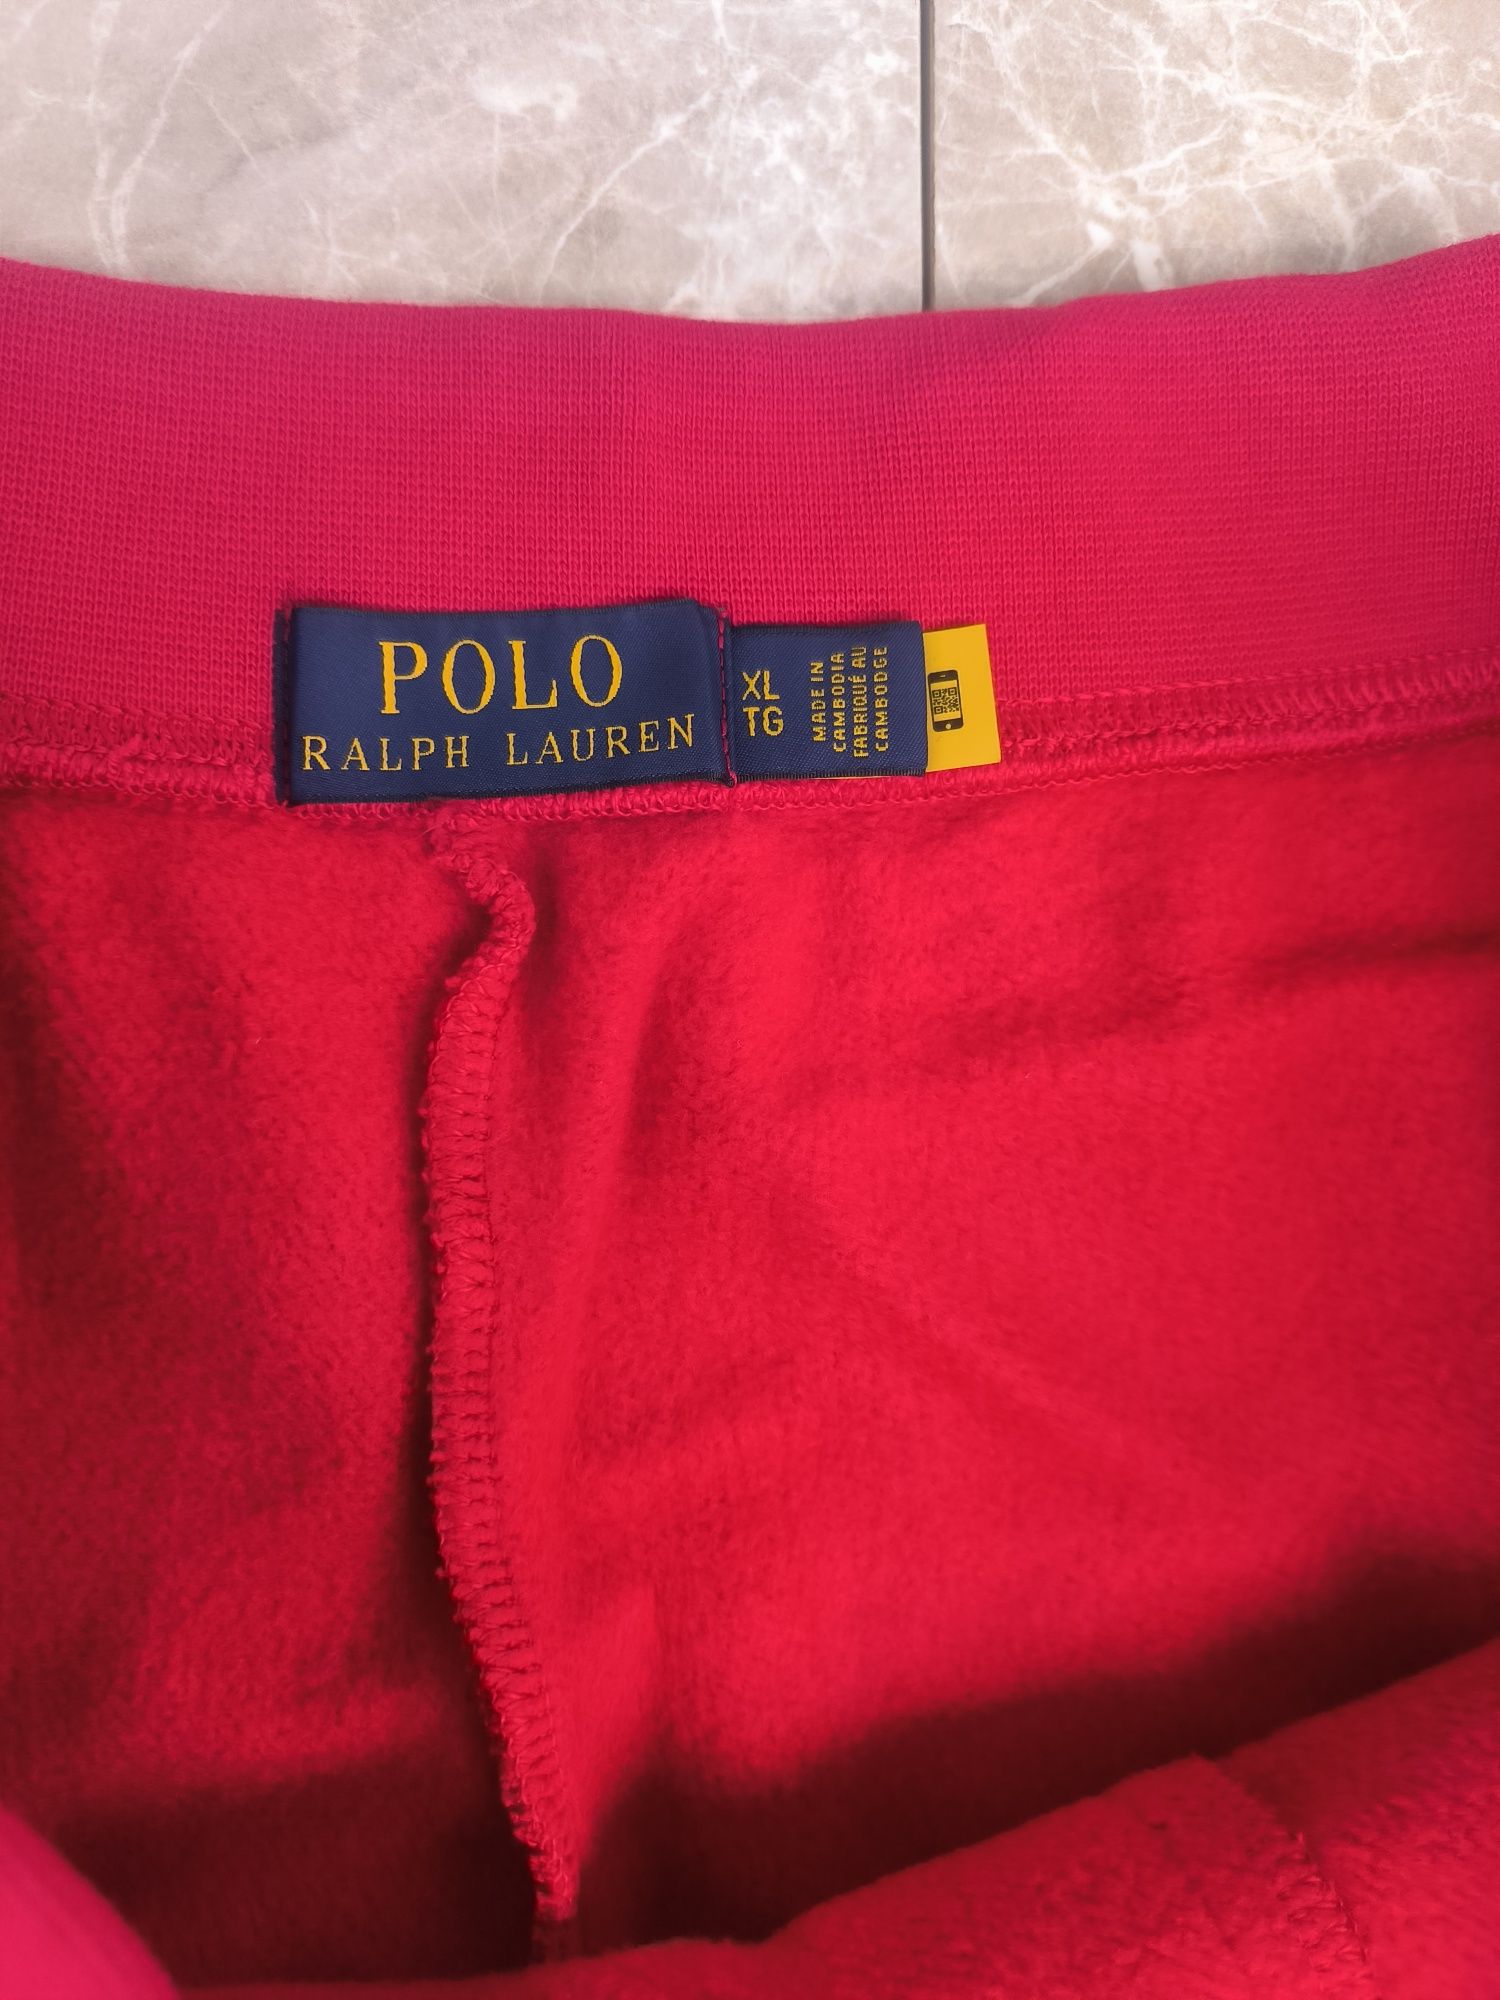 POLO
RALPH LAUREN
XL
TG
MADE IN
CAMBODIA
FABRIQUÉ AU
CAMBODGE